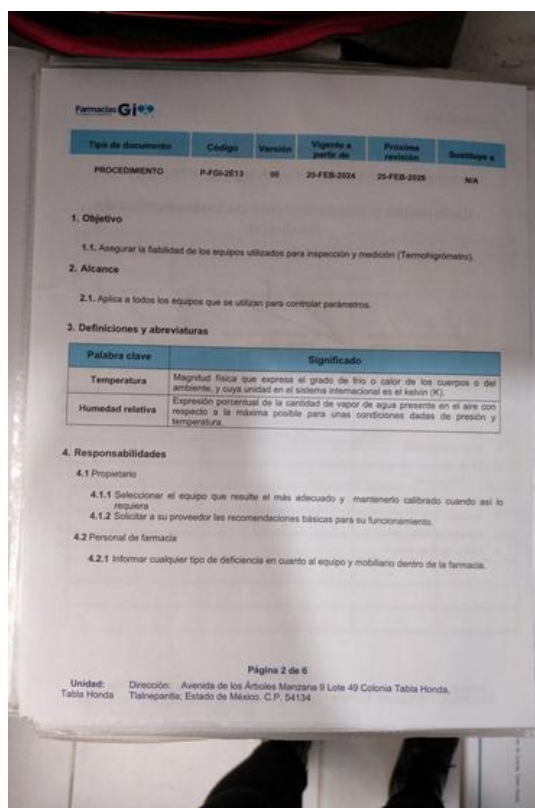 Farmacias Gi
Tipo de documento Código Versión Vigente a partir de Próxima revisión Sustituye a
PROCEDIMIENTO P-FGI-2E13 00 20-FEB-2024 20-FEB-2026 N/A
1. Objetivo
1.1. Asegurar la fiabilidad de los equipos utilizados para inspección y medición (Termohigrómetro).
2. Alcance
2.1. Aplica a todos los equipos que se utilizan para controlar parámetros.
3. Definiciones y abreviaturas
Palabra clave Significado
Temperatura Magnitud física que expresa el grado de frío o calor de los cuerpos o del
ambiente, y cuya unidad en el sistema internacional es el kelvin (K).
Humedad relativa Expresión porcentual de la cantidad de vapor de agua presente en el aire con
respecto a la máxima posible para unas condiciones dadas de presión y
temperatura.
4. Responsabilidades
4.1 Propietario
4.1.1 Seleccionar el equipo que resulte el más adecuado y mantenerlo calibrado cuando así lo
requiera
4.1.2 Solicitar a su proveedor las recomendaciones básicas para su funcionamiento.
4.2 Personal de farmacia
4.2.1 Informar cualquier tipo de deficiencia en cuanto al equipo y mobiliario dentro de la farmacia.
Página 2 de 6
Unidad: Dirección: Avenida de los Árboles Manzana 9 Lote 49 Colonia Tabla Honda,
Tabla Honda Tlalnepantla; Estado de México. C.P. 54134